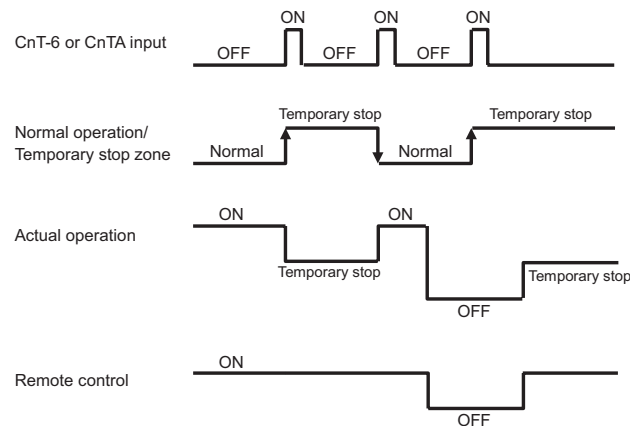 ON ON ON
CnT-6 or CnTA input
OFF OFF OFF
Temporary stop Temporary stop
Normal operation/
Temporary stop zone
Normal Normal
ON ON
Actual operation
Temporary stop Temporary stop
OFF
ON
Remote control
OFF